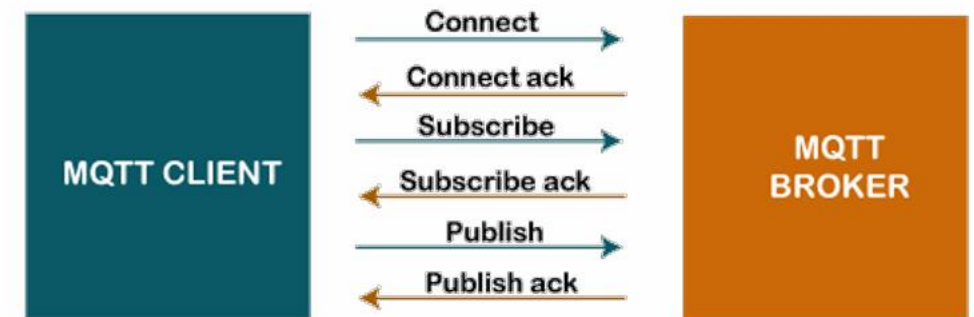 MQTT CLIENT
Connect
Connect ack
Subscribe
Subscribe ack
Publish
Publish ack
MQTT
BROKER